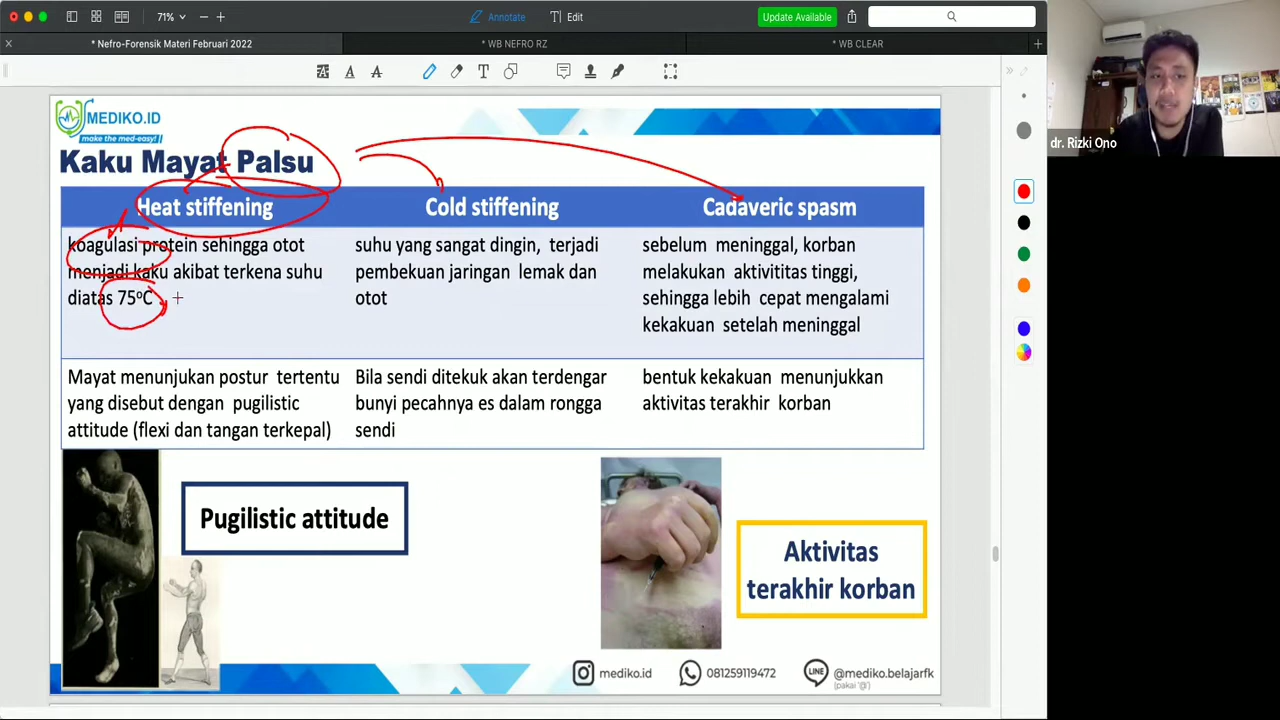 71%
Annotate
Edit
Update Available
* Nefro-Forensik Materi Februari 2022
* WB NEFRO RZ
* WB CLEAR
MEDIKO.ID
make the med-easy!
dr. Rizki Ono
Kaku Mayat Palsu
Heat stiffening
Cold stiffening
Cadaveric spasm
koagulasi protein sehingga otot
menjadi kaku akibat terkena suhu
diatas 75°C
suhu yang sangat dingin, terjadi
pembekuan jaringan lemak dan
otot
sebelum meninggal, korban
melakukan aktivititas tinggi,
sehingga lebih cepat mengalami
kekakuan setelah meninggal
Mayat menunjukan postur tertentu
yang disebut dengan pugilistic
attitude (flexi dan tangan terkepal)
Bila sendi ditekuk akan terdengar
bunyi pecahnya es dalam rongga
sendi
bentuk kekakuan menunjukkan
aktivitas terakhir korban
Pugilistic attitude
Aktivitas
terakhir korban
mediko.id
081259119472
LINE
@mediko.belajarfk
(pakai '@')